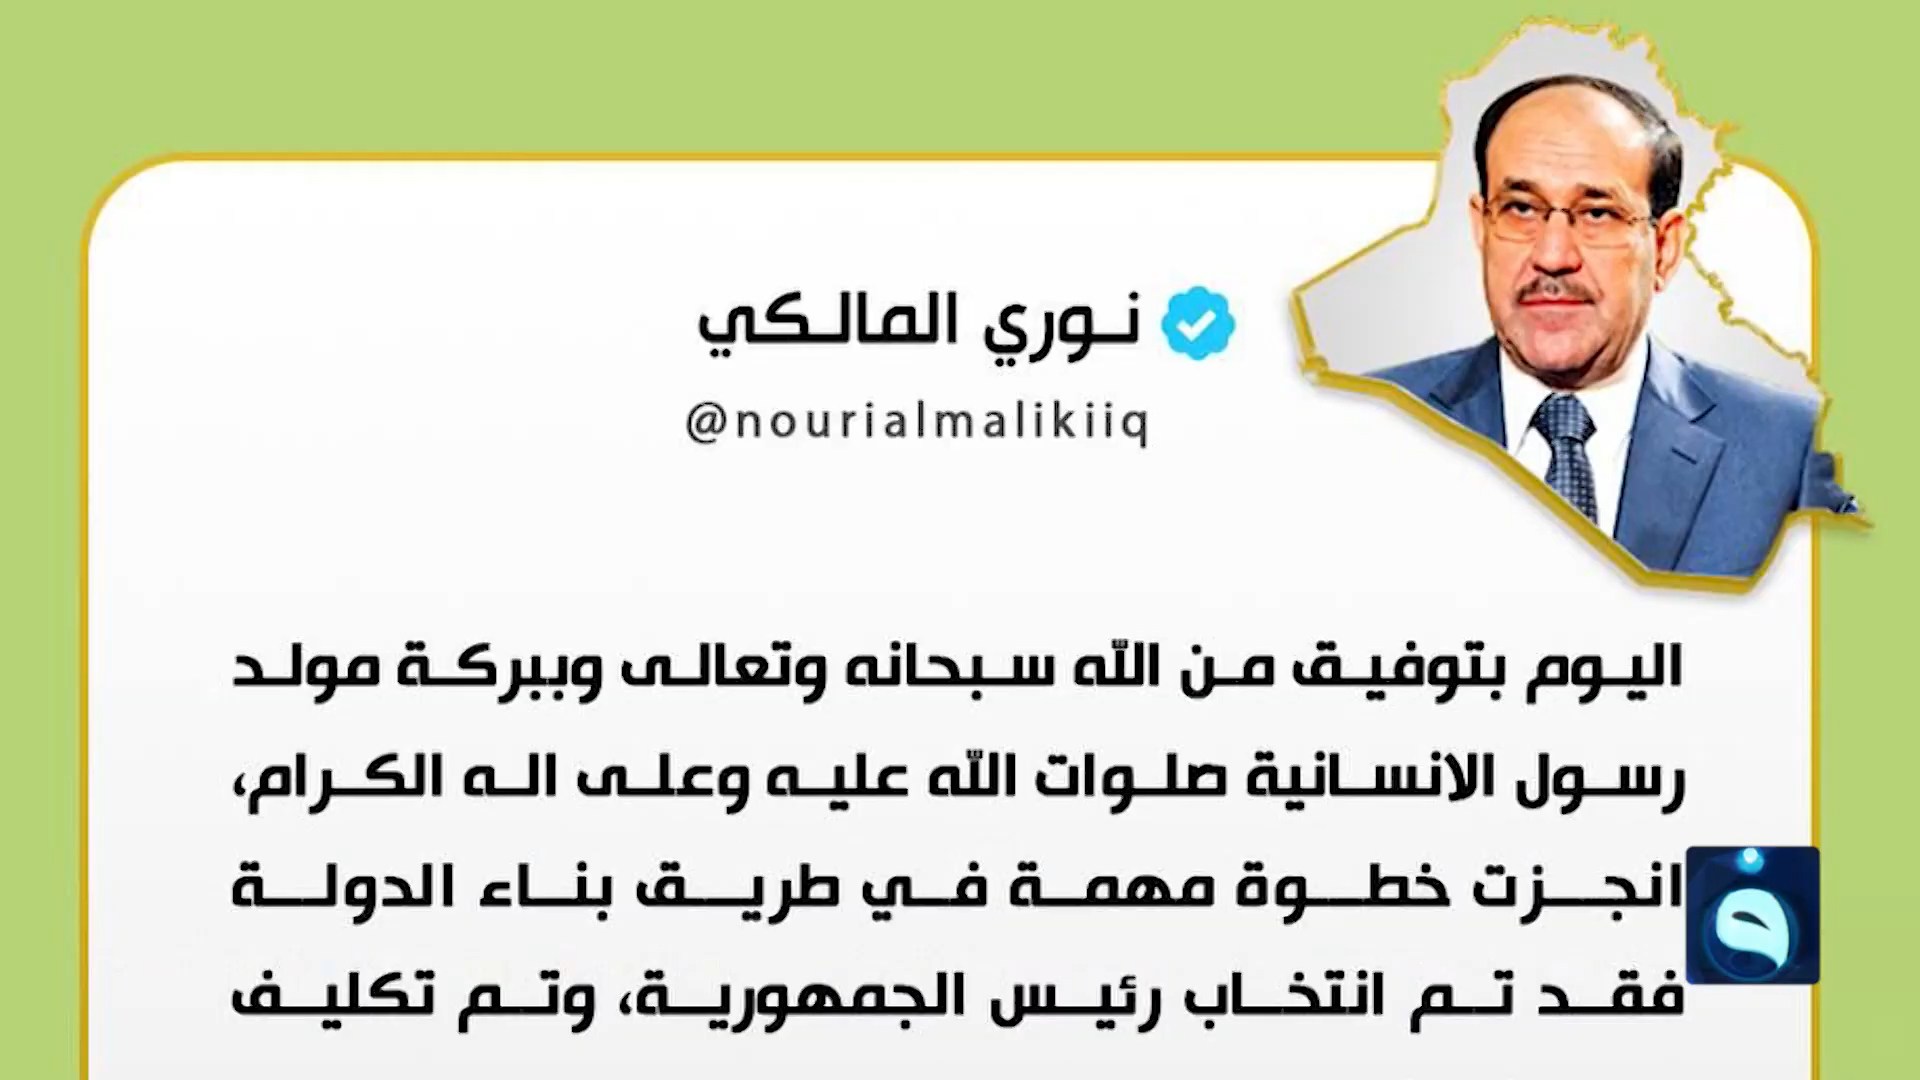 نوري المالكي
@nourialmalikiiq
اليوم بتوفيق من الله سبحانه وتعالى وببركة مولد
رسول الانسانية صلوات الله عليه وعلى اله الكرام،
انجزت خطوة مهمة في طريق بناء الدولة
فقد تم انتخاب رئيس الجمهورية، وتم تكليف